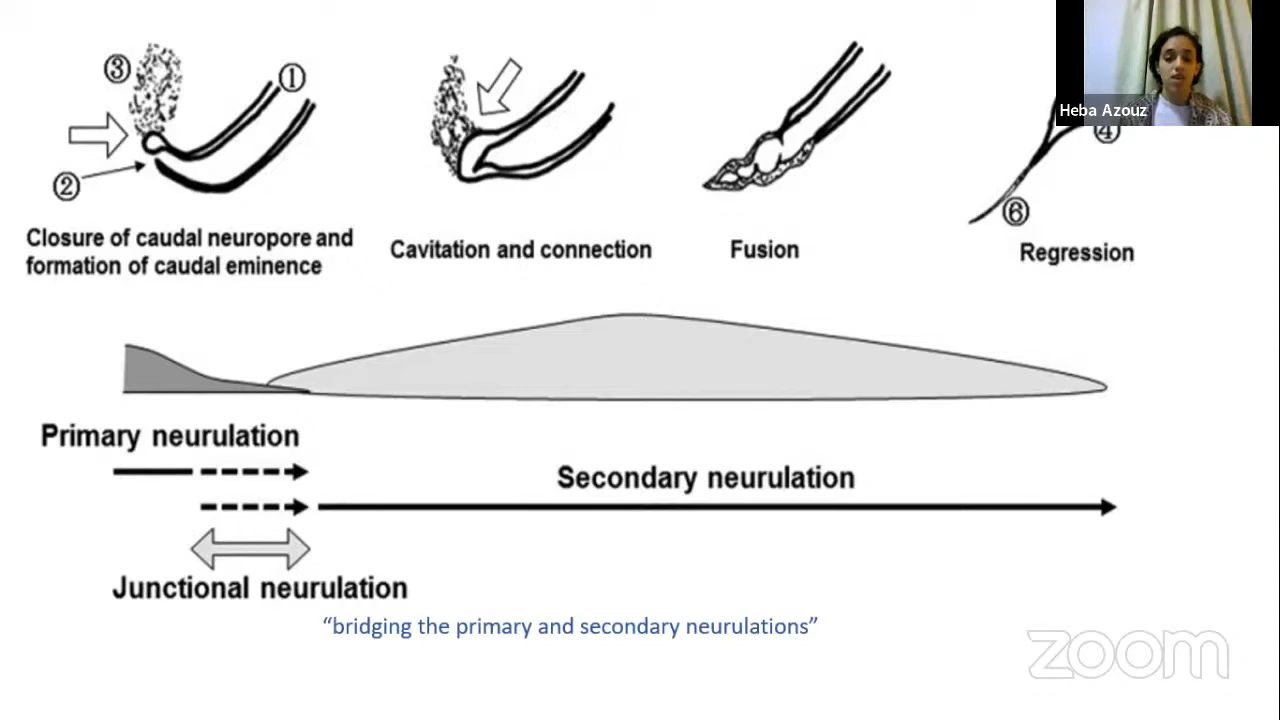 ③
①
②
Heba Azouz
④
⑥
Closure of caudal neuropore and
formation of caudal eminence
Cavitation and connection
Fusion
Regression
Primary neurulation
Secondary neurulation
Junctional neurulation
“bridging the primary and secondary neurulations”
zoom